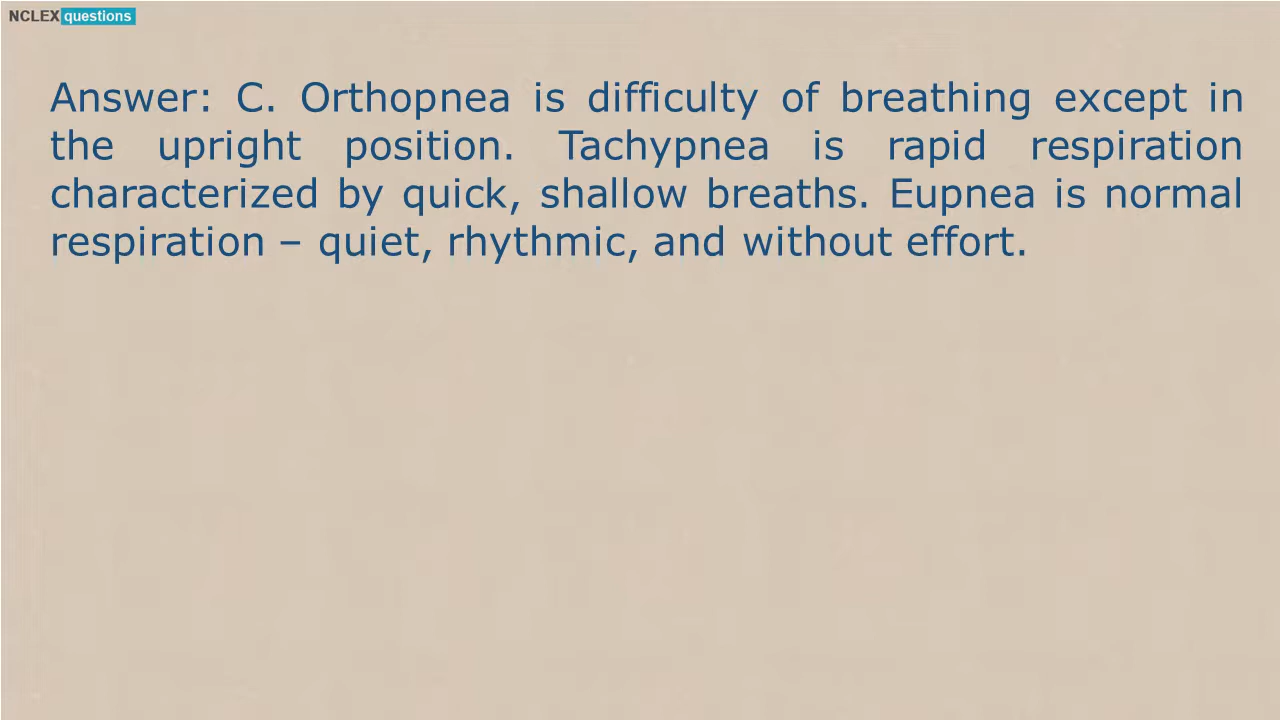 NCLEX questions
Answer: C. Orthopnea is difficulty of breathing except in
the upright position. Tachypnea is rapid respiration
characterized by quick, shallow breaths. Eupnea is normal
respiration – quiet, rhythmic, and without effort.